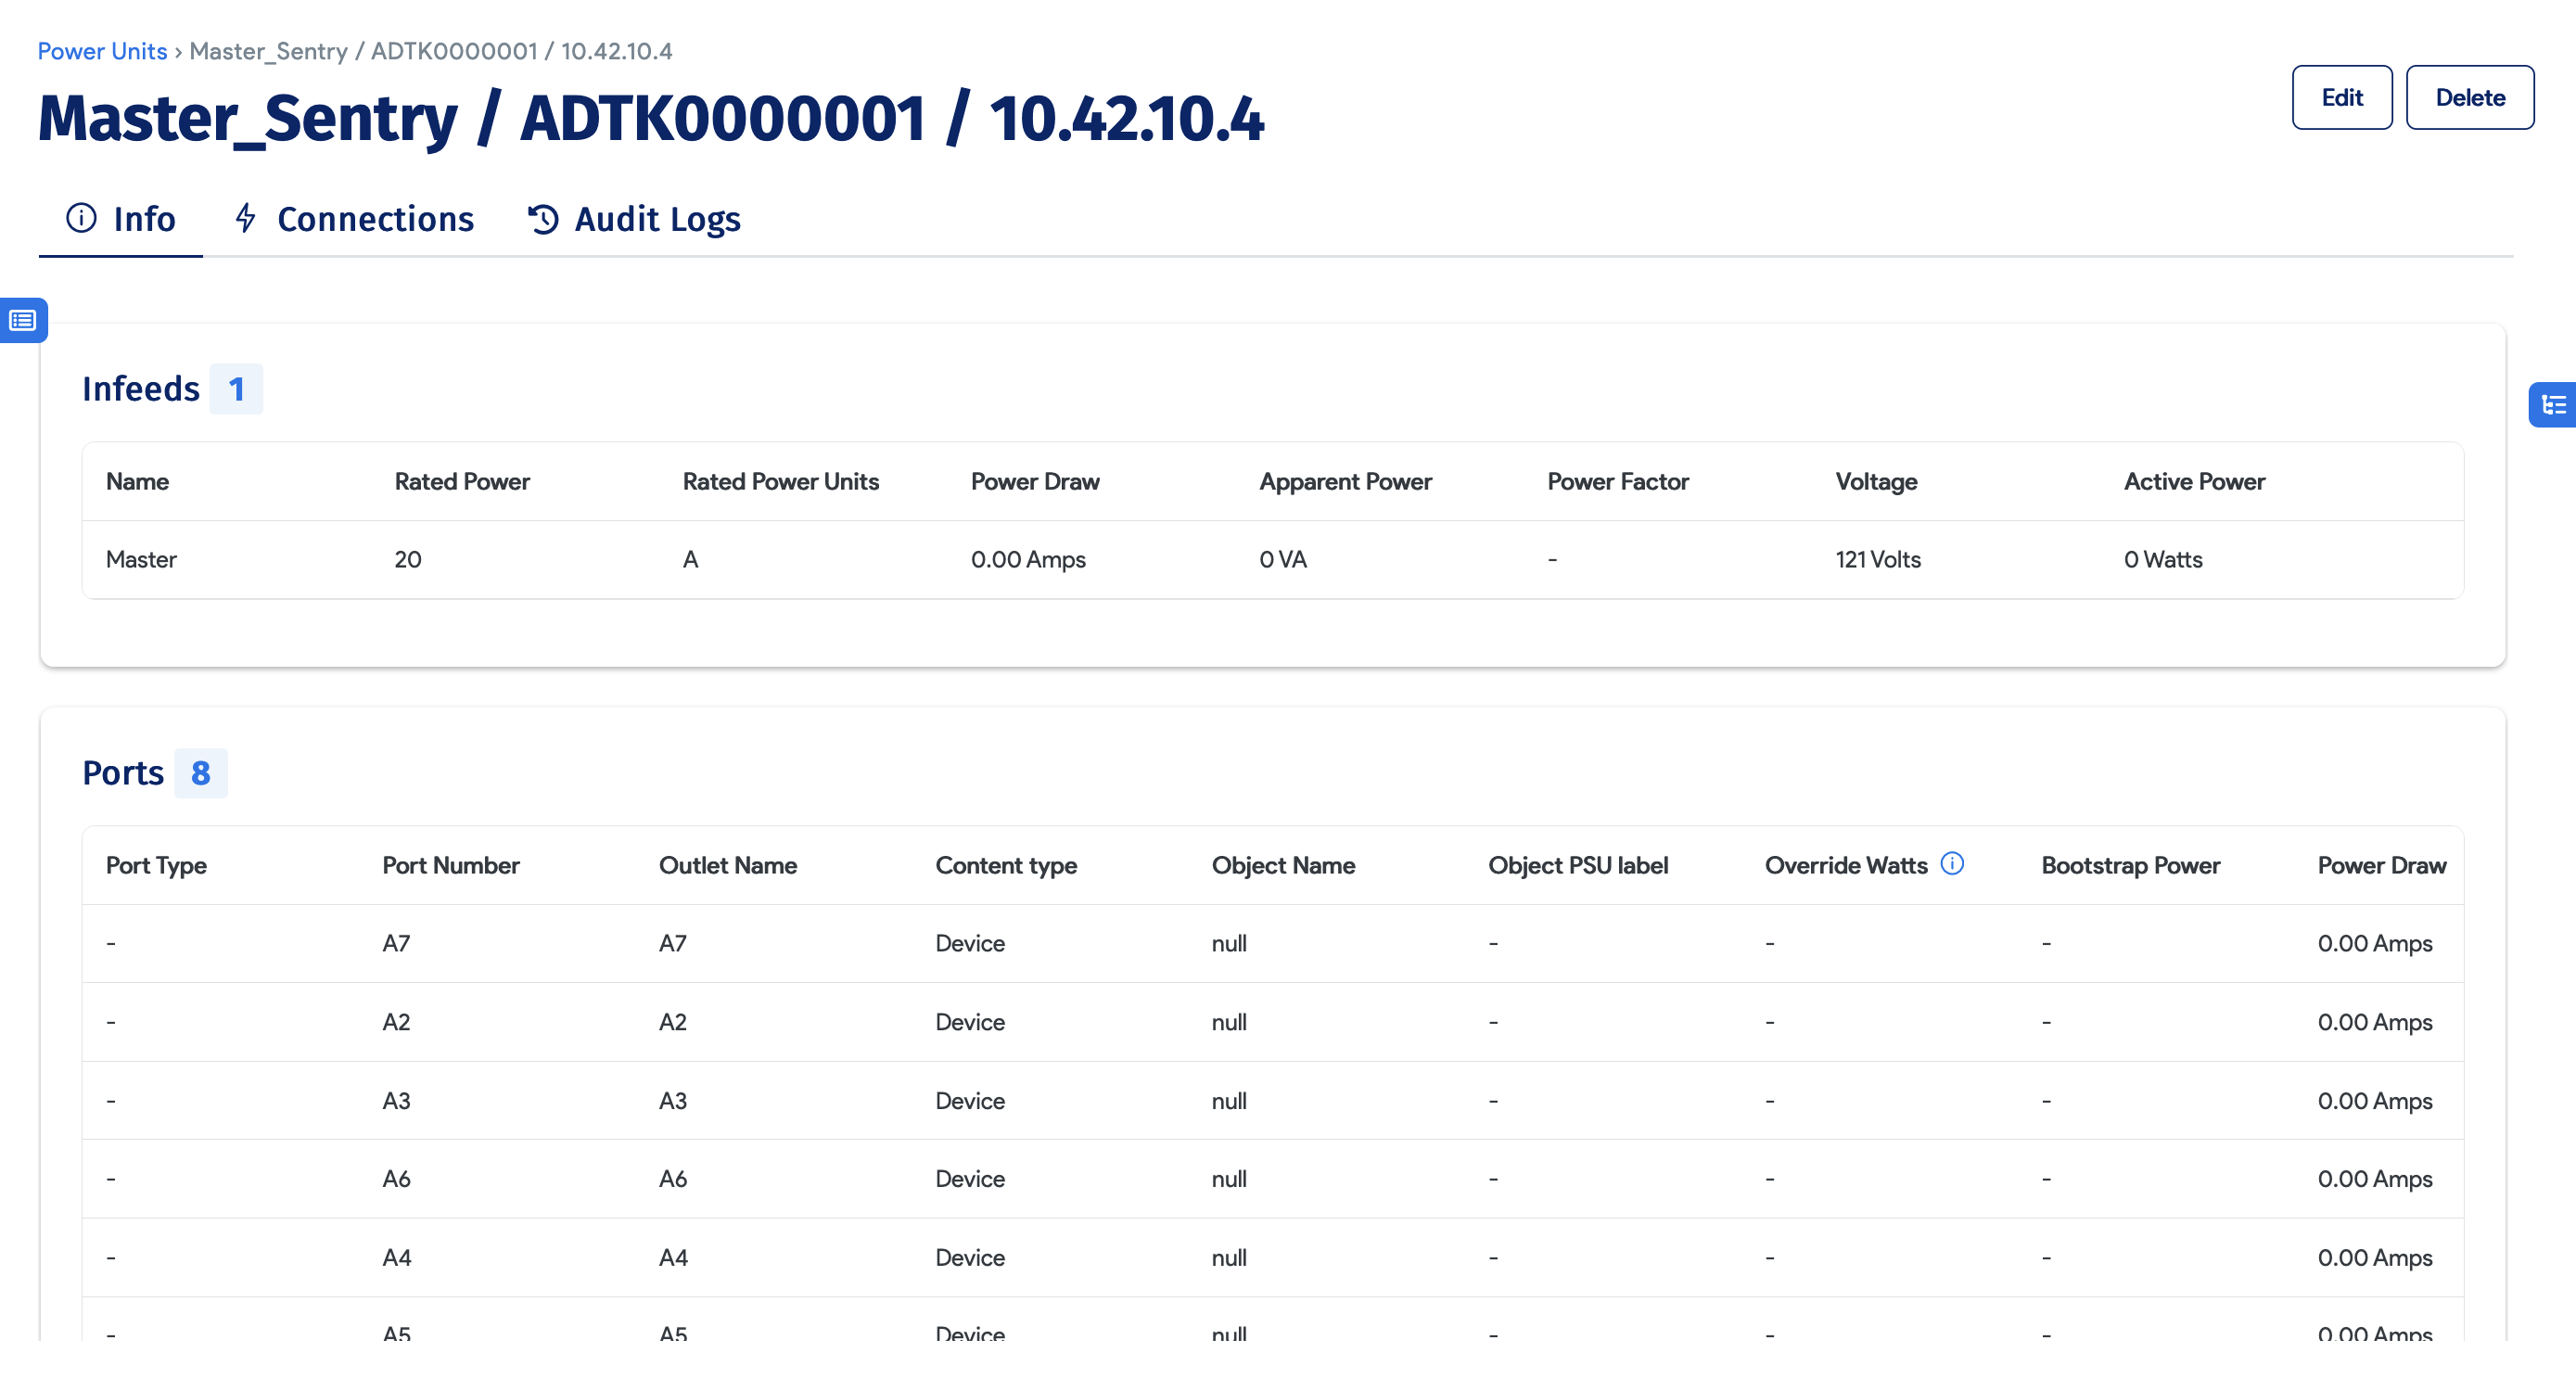 Power Units › Master_Sentry / ADTK0000001 / 10.42.10.4
Master_Sentry / ADTK0000001 / 10.42.10.4
Edit Delete
Info Connections Audit Logs
Infeeds 1
Name Rated Power Rated Power Units Power Draw Apparent Power Power Factor Voltage Active Power
Master 20 A 0.00 Amps 0 VA - 121 Volts 0 Watts
Ports 8
Port Type Port Number Outlet Name Content type Object Name Object PSU label Override Watts Bootstrap Power Power Draw
- A7 A7 Device null - - - 0.00 Amps
- A2 A2 Device null - - - 0.00 Amps
- A3 A3 Device null - - - 0.00 Amps
- A6 A6 Device null - - - 0.00 Amps
- A4 A4 Device null - - - 0.00 Amps
- A5 A5 Device null - - - 0.00 Amps